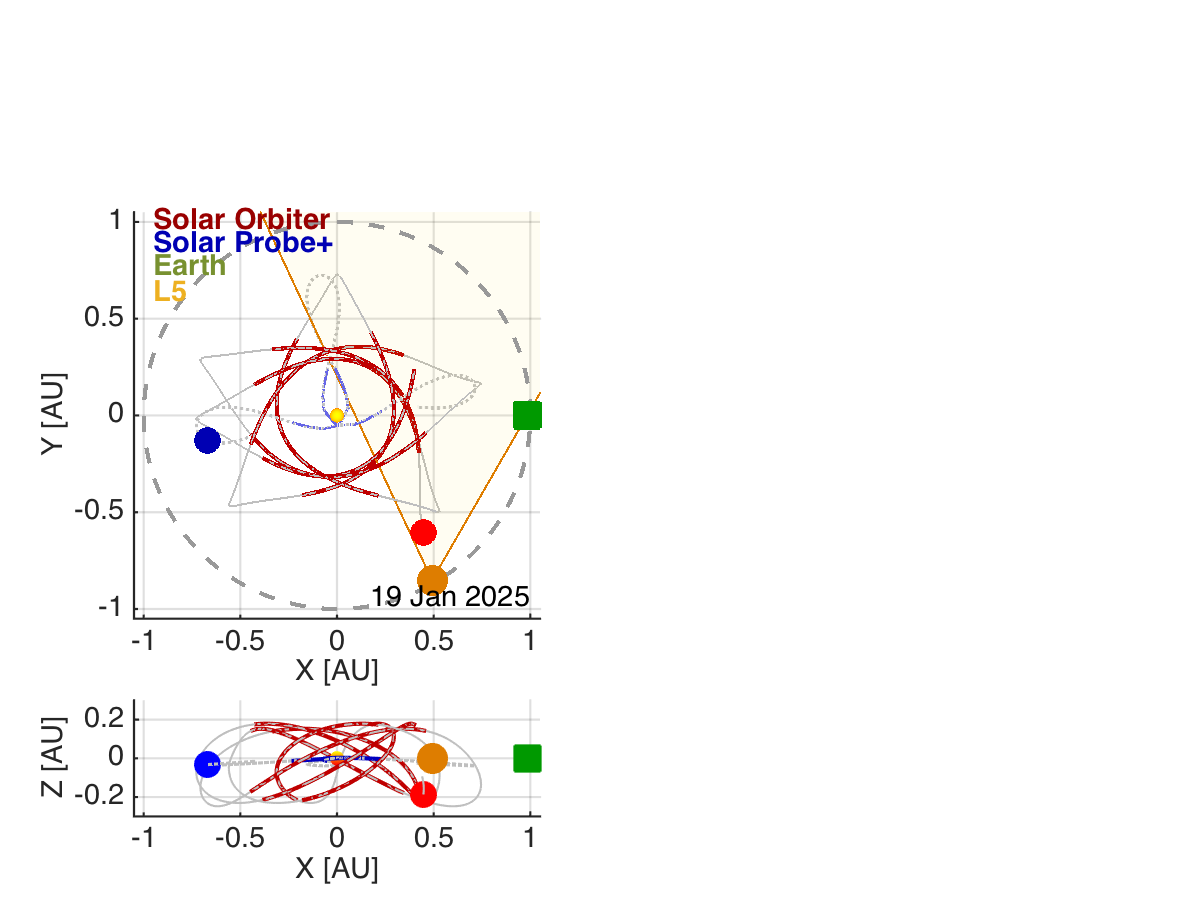 Solar Orbiter
Solar Probe+
Earth
L5
1
0.5
0
-0.5
-1
Y [AU]
19 Jan 2025
-1 -0.5 0 0.5 1
X [AU]
0.2
0
-0.2
Z [AU]
-1 -0.5 0 0.5 1
X [AU]